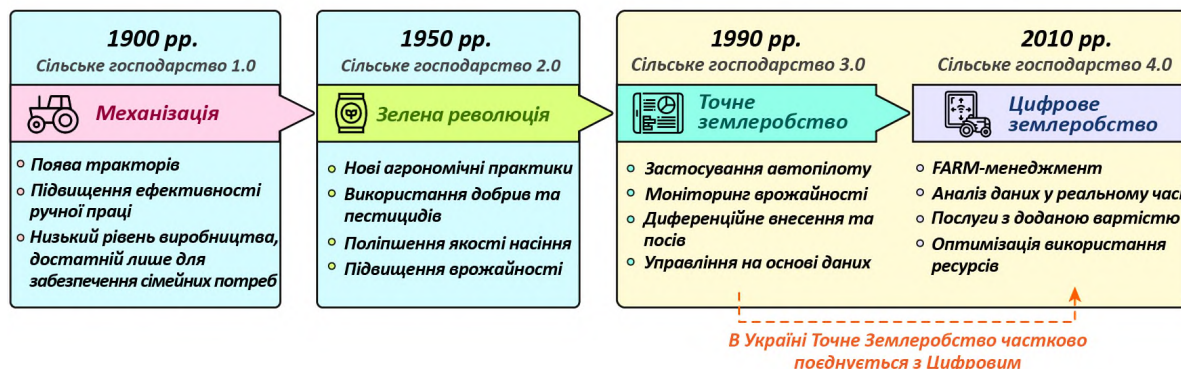 1900 рр.
Сільське господарство 1.0
Механізація
Поява тракторів
Підвищення ефективності
ручної праці
Низький рівень виробництва,
достатній лише для
забезпечення сімейних потреб
1950 рр.
Сільське господарство 2.0
Зелена революція
Нові агрономічні практики
Використання добрив та
пестицидів
Поліпшення якості насіння
Підвищення врожайності
1990 рр.
Сільське господарство 3.0
Точне
землеробство
Застосування автопілоту
Моніторинг врожайності
Диференційне внесення та
посів
Управління на основі даних
2010 рр.
Сільське господарство 4.0
Цифрове
землеробство
FARM-менеджмент
Аналіз даних у реальному час
Послуги з доданою вартістю
Оптимізація використання
ресурсів
В Україні Точне Землеробство частково
поєднується з Цифровим